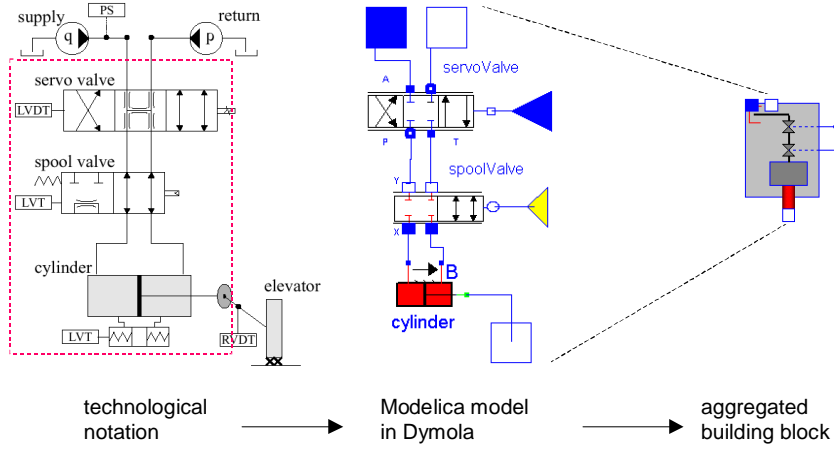 supply
PS
return
q
p
servo valve
LVDT
spool valve
LVT
cylinder
elevator
LVT
RVDT
A
servoValve
P
T
spoolValve
Y
X
B
cylinder
technological
notation
Modelica model
in Dymola
aggregated
building block